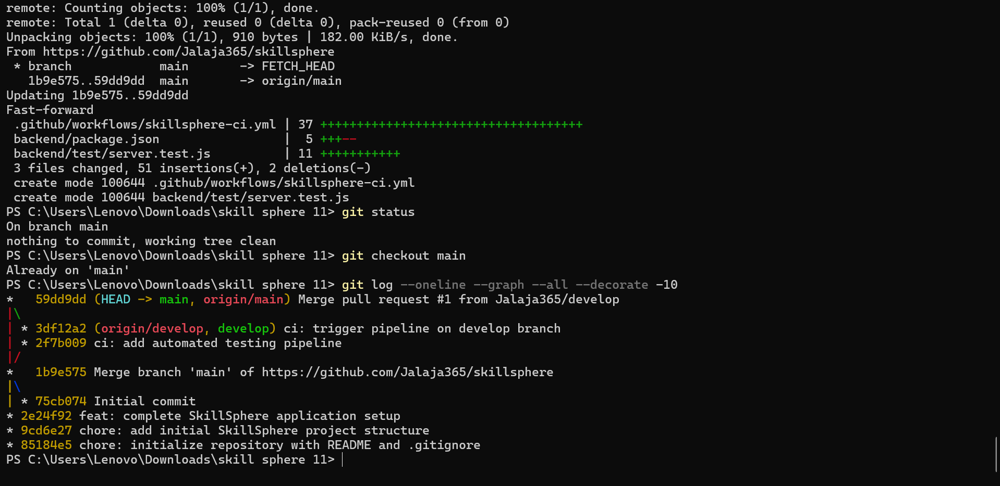 remote: Counting objects: 100% (1/1), done.
remote: Total 1 (delta 0), reused 0 (delta 0), pack-reused 0 (from 0)
Unpacking objects: 100% (1/1), 910 bytes | 182.00 KiB/s, done.
From https://github.com/Jalaja365/skillsphere
 * branch            main       -> FETCH_HEAD
   1b9e575..59dd9dd  main       -> origin/main
Updating 1b9e575..59dd9dd
Fast-forward
 .github/workflows/skillsphere-ci.yml | 37 ++++++++++++++++++++++++++++++++++++
 backend/package.json                 |  5 +++--
 backend/test/server.test.js          | 11 +++++++++++
 3 files changed, 51 insertions(+), 2 deletions(-)
 create mode 100644 .github/workflows/skillsphere-ci.yml
 create mode 100644 backend/test/server.test.js
PS C:\Users\Lenovo\Downloads\skill sphere 11> git status
On branch main
nothing to commit, working tree clean
PS C:\Users\Lenovo\Downloads\skill sphere 11> git checkout main
Already on 'main'
PS C:\Users\Lenovo\Downloads\skill sphere 11> git log --oneline --graph --all --decorate -10
*   59dd9dd (HEAD -> main, origin/main) Merge pull request #1 from Jalaja365/develop
|\
| * 3df12a2 (origin/develop, develop) ci: trigger pipeline on develop branch
| * 2f7b009 ci: add automated testing pipeline
|/
*   1b9e575 Merge branch 'main' of https://github.com/Jalaja365/skillsphere
|\
| * 75cb074 Initial commit
* 2e24f92 feat: complete SkillSphere application setup
* 9cd6e27 chore: add initial SkillSphere project structure
* 85184e5 chore: initialize repository with README and .gitignore
PS C:\Users\Lenovo\Downloads\skill sphere 11>